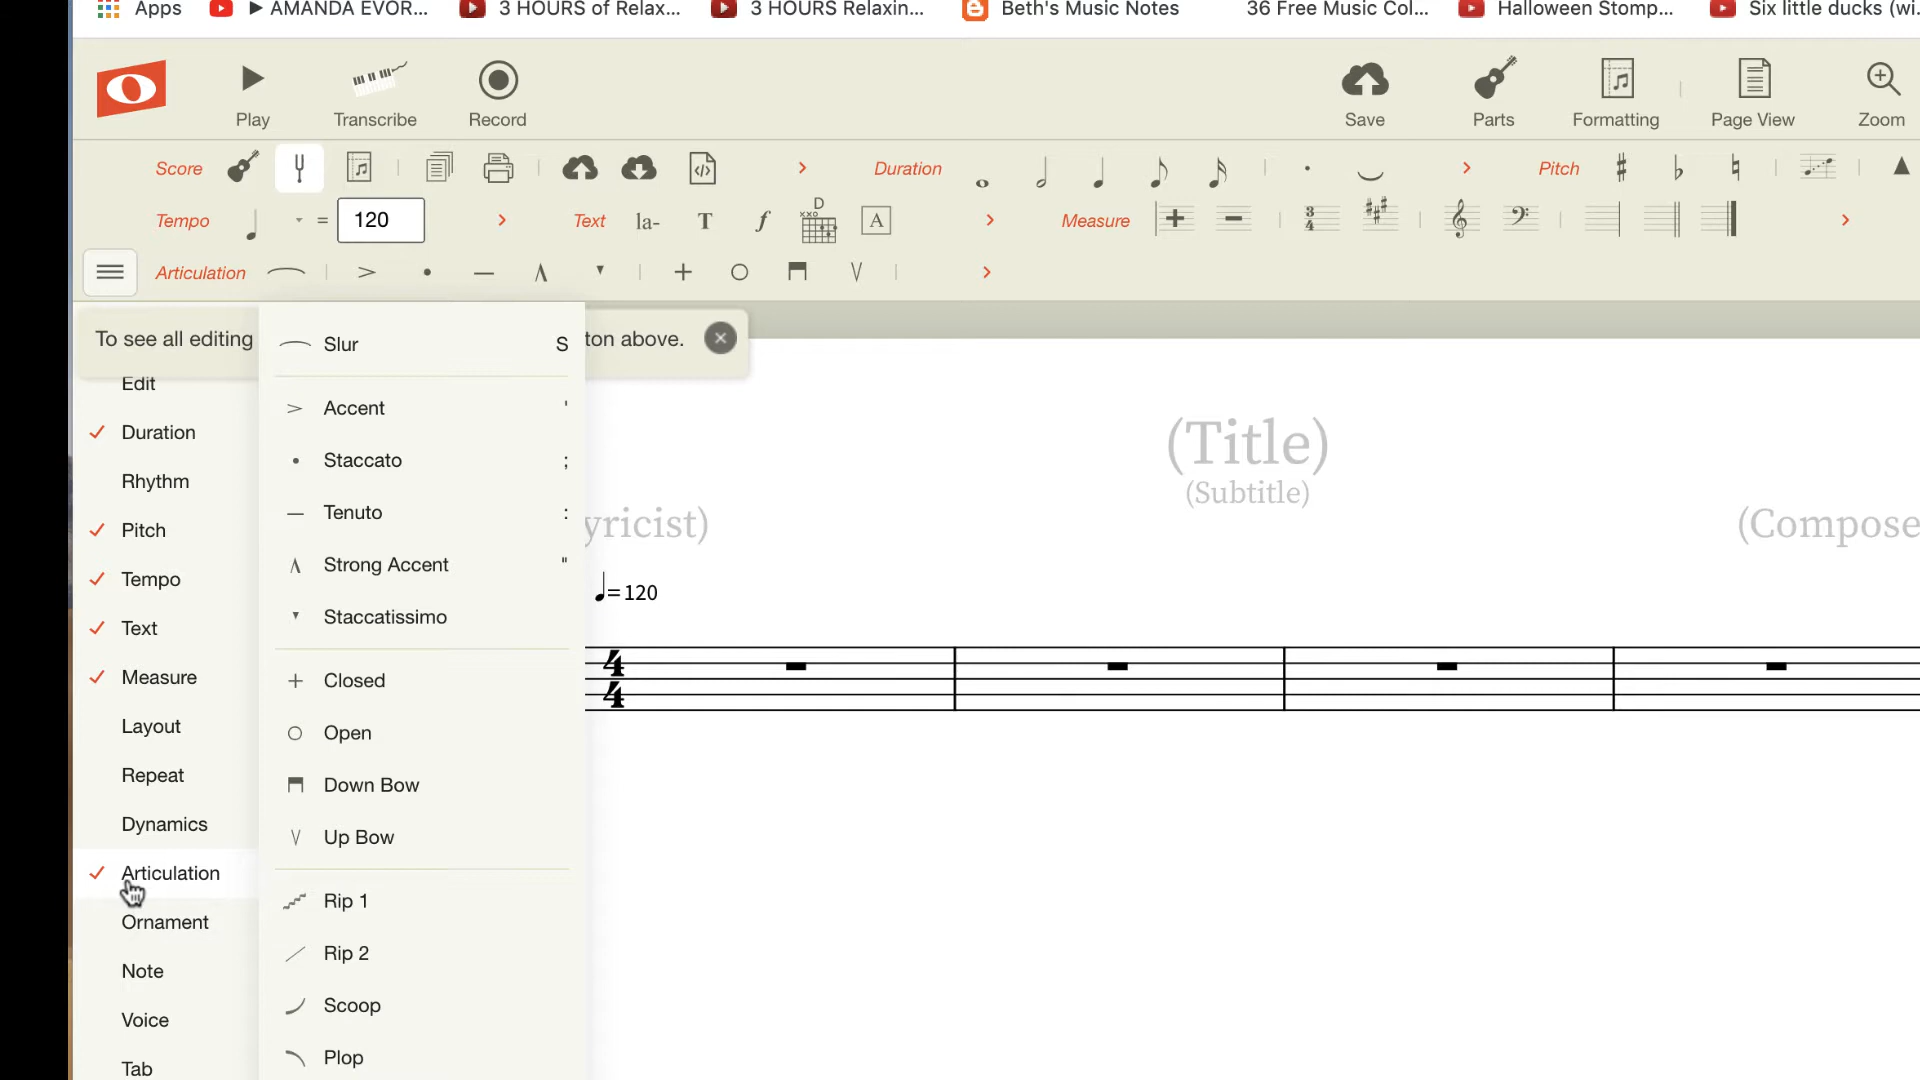 Apps ▶ AMANDA EVOR... 3 HOURS of Relax... 3 HOURS Relaxin... Beth's Music Notes 36 Free Music Col... Halloween Stomp... Six little ducks (wi...
Play Transcribe Record Save Parts Formatting Page View Zoom
Score Duration Pitch
Tempo = 120 Text la- T f D A Measure 3 4
Articulation
To see all editing ton above.
Slur S
Edit
Accent '
Duration
Staccato ;
Rhythm
Tenuto :
Pitch
Strong Accent "
Tempo
Staccatissimo
Text
Closed
Measure
Open
Layout
Down Bow
Repeat
Up Bow
Dynamics
Articulation
Rip 1
Ornament
Rip 2
Note
Scoop
Voice
Plop
Tab
(Title)
(Subtitle)
yricist) (Compose
=120
4
4